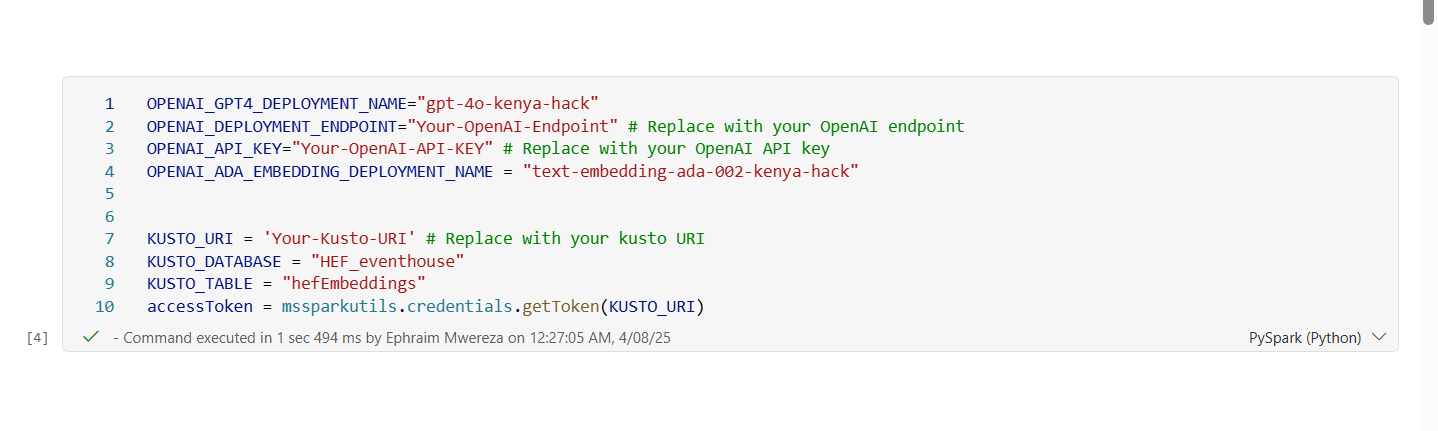 1 OPENAI_GPT4_DEPLOYMENT_NAME="gpt-4o-kenya-hack"
2 OPENAI_DEPLOYMENT_ENDPOINT="Your-OpenAI-Endpoint" # Replace with your OpenAI endpoint
3 OPENAI_API_KEY="Your-OpenAI-API-KEY" # Replace with your OpenAI API key
4 OPENAI_ADA_EMBEDDING_DEPLOYMENT_NAME = "text-embedding-ada-002-kenya-hack"
5
6
7 KUSTO_URI = 'Your-Kusto-URI' # Replace with your kusto URI
8 KUSTO_DATABASE = "HEF_eventhouse"
9 KUSTO_TABLE = "hefEmbeddings"
10 accessToken = mssparkutils.credentials.getToken(KUSTO_URI)
[4] - Command executed in 1 sec 494 ms by Ephraim Mwereza on 12:27:05 AM, 4/08/25 PySpark (Python)